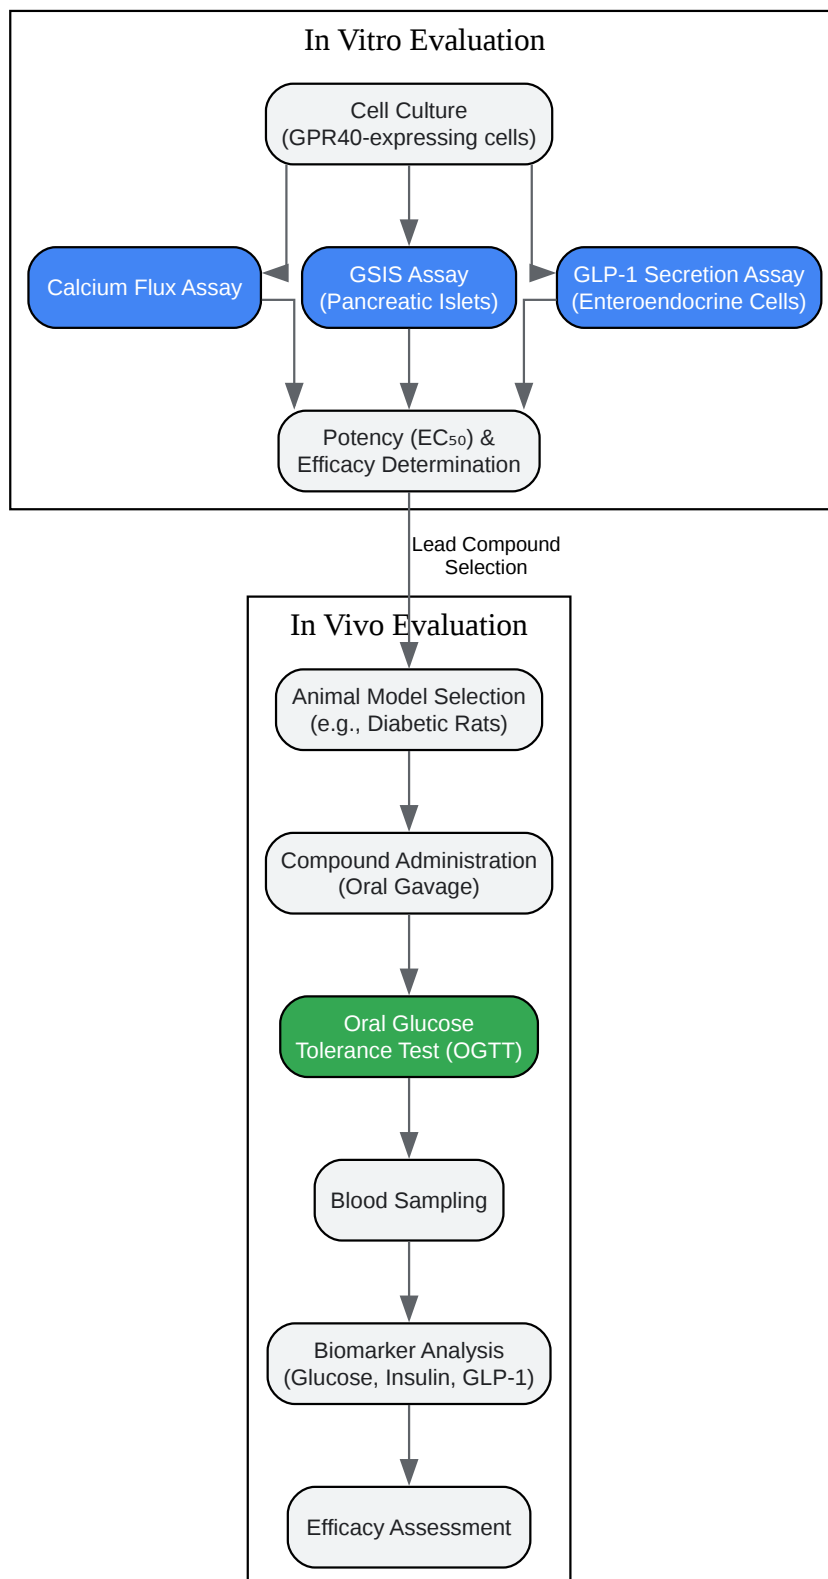 In Vitro Evaluation
Cell Culture
(GPR40-expressing cells)
Calcium Flux Assay
GSIS Assay
(Pancreatic Islets)
GLP-1 Secretion Assay
(Enteroendocrine Cells)
Potency (EC₅₀) &
Efficacy Determination
Lead Compound
Selection
In Vivo Evaluation
Animal Model Selection
(e.g., Diabetic Rats)
Compound Administration
(Oral Gavage)
Oral Glucose
Tolerance Test (OGTT)
Blood Sampling
Biomarker Analysis
(Glucose, Insulin, GLP-1)
Efficacy Assessment